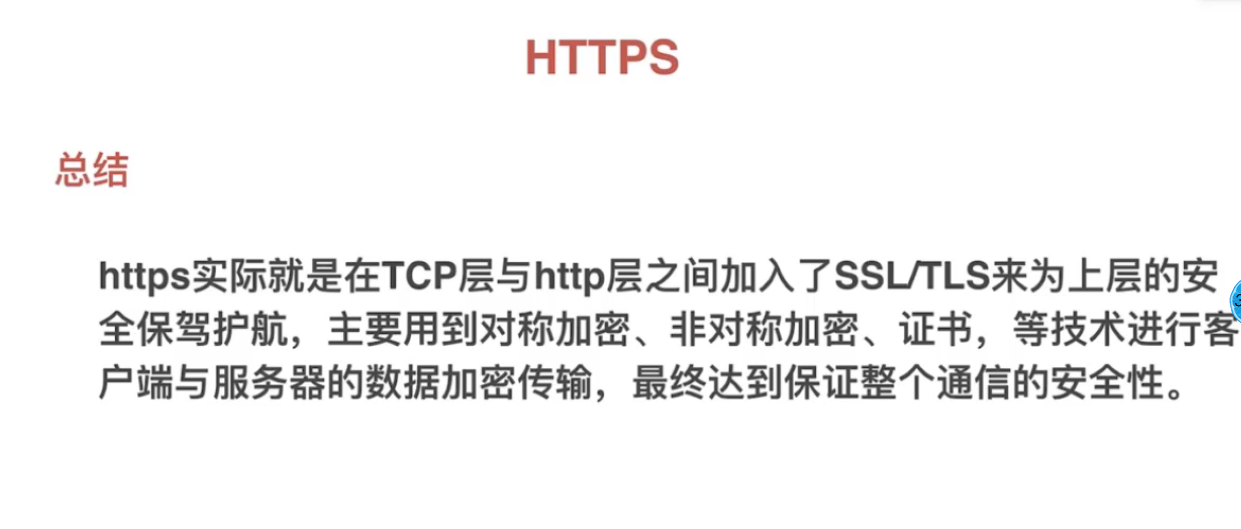 HTTPS
总结
https实际就是在TCP层与http层之间加入了SSL/TLS来为上层的安
全保驾护航，主要用到对称加密、非对称加密、证书，等技术进行客
户端与服务器的数据加密传输，最终达到保证整个通信的安全性。